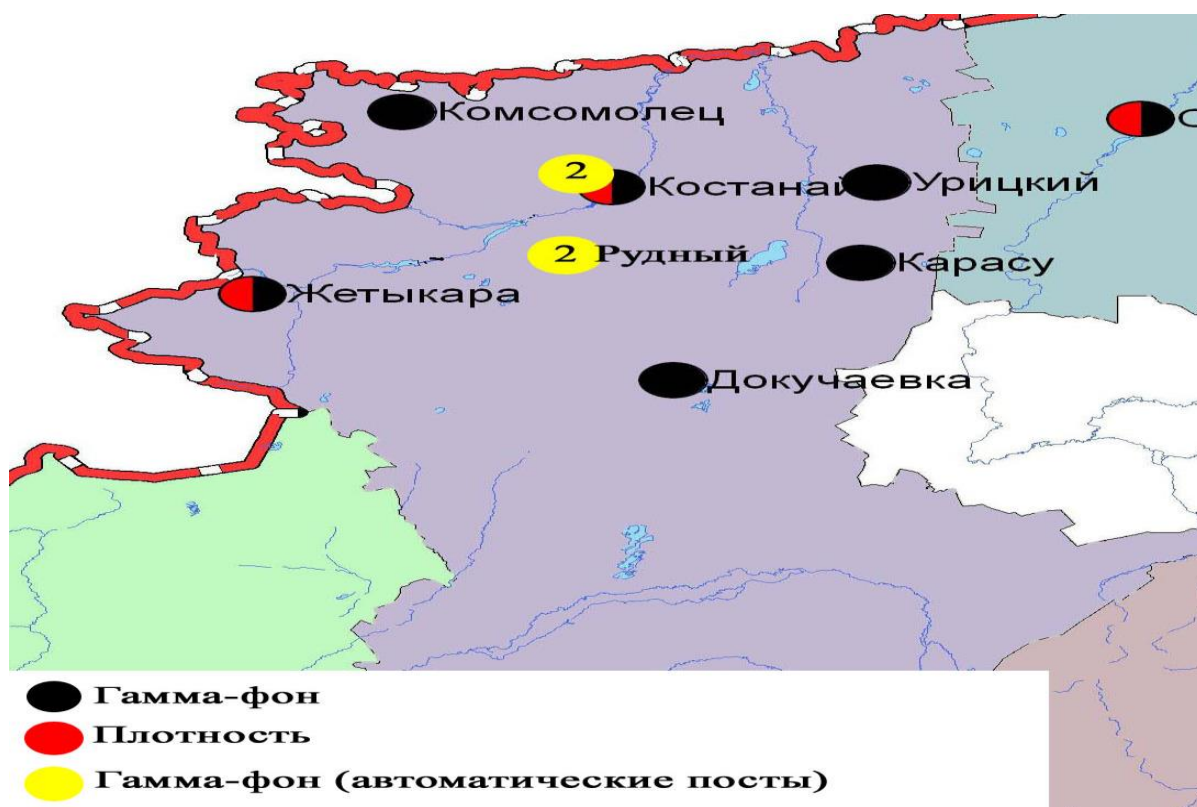 Комсомолец
2
Костанай
Урицкий
2 Рудный
Карасу
Жетыкара
Докучаевка
Гамма-фон
Плотность
Гамма-фон (автоматические посты)